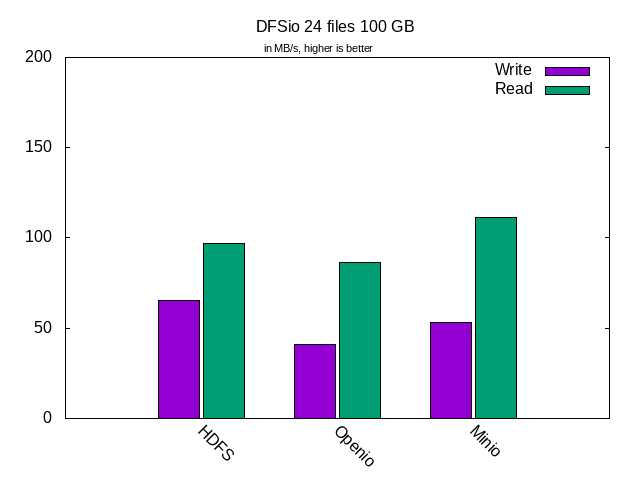 DFSio 24 files 100 GB
in MB/s, higher is better
200
150
100
50
0
Write
Read
HDFS
Openio
Minio